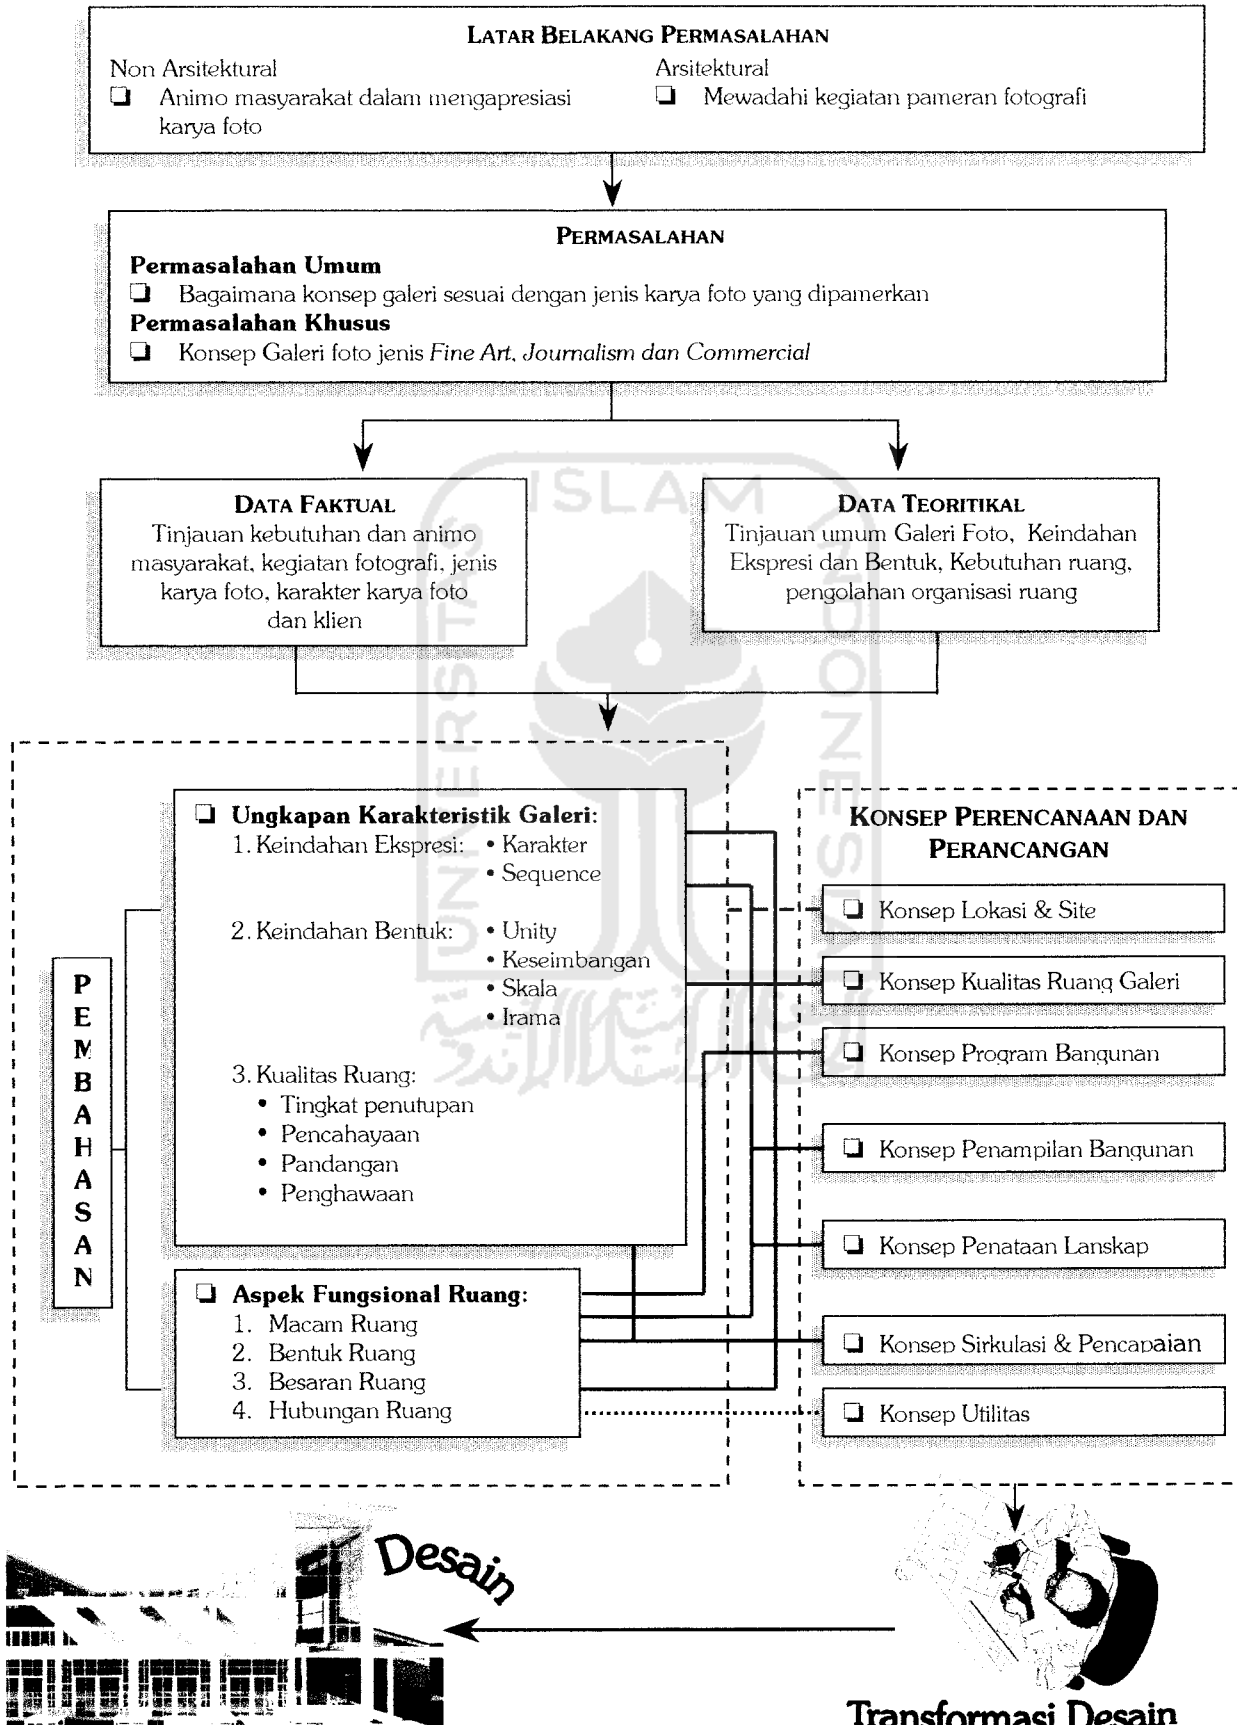 LATAR BELAKANG PERMASALAHAN
Non Arsitektural
❑ Animo masyarakat dalam mengapresiasi
karya foto
Arsitektural
❑ Mewadahi kegiatan pameran fotografi
PERMASALAHAN
Permasalahan Umum
❑ Bagaimana konsep galeri sesuai dengan jenis karya foto yang dipamerkan
Permasalahan Khusus
❑ Konsep Galeri foto jenis Fine Art, Journalism dan Commercial
DATA FAKTUAL
Tinjauan kebutuhan dan animo
masyarakat, kegiatan fotografi, jenis
karya foto, karakter karya foto
dan klien
DATA TEORITIKAL
Tinjauan umum Galeri Foto, Keindahan
Ekspresi dan Bentuk, Kebutuhan ruang,
pengolahan organisasi ruang
UNIVERSITAS
ISLAM
INDONESIA
PEMBAHASAN
❑ Ungkapan Karakteristik Galeri:
1. Keindahan Ekspresi: • Karakter
• Sequence
2. Keindahan Bentuk: • Unity
• Keseimbangan
• Skala
• Irama
3. Kualitas Ruang:
• Tingkat penutupan
• Pencahayaan
• Pandangan
• Penghawaan
❑ Aspek Fungsional Ruang:
1. Macam Ruang
2. Bentuk Ruang
3. Besaran Ruang
4. Hubungan Ruang
KONSEP PERENCANAAN DAN
PERANCANGAN
❑ Konsep Lokasi & Site
❑ Konsep Kualitas Ruang Galeri
❑ Konsep Program Bangunan
❑ Konsep Penampilan Bangunan
❑ Konsep Penataan Lanskap
❑ Konsep Sirkulasi & Pencapaian
❑ Konsep Utilitas
Desain
Transformasi Desain